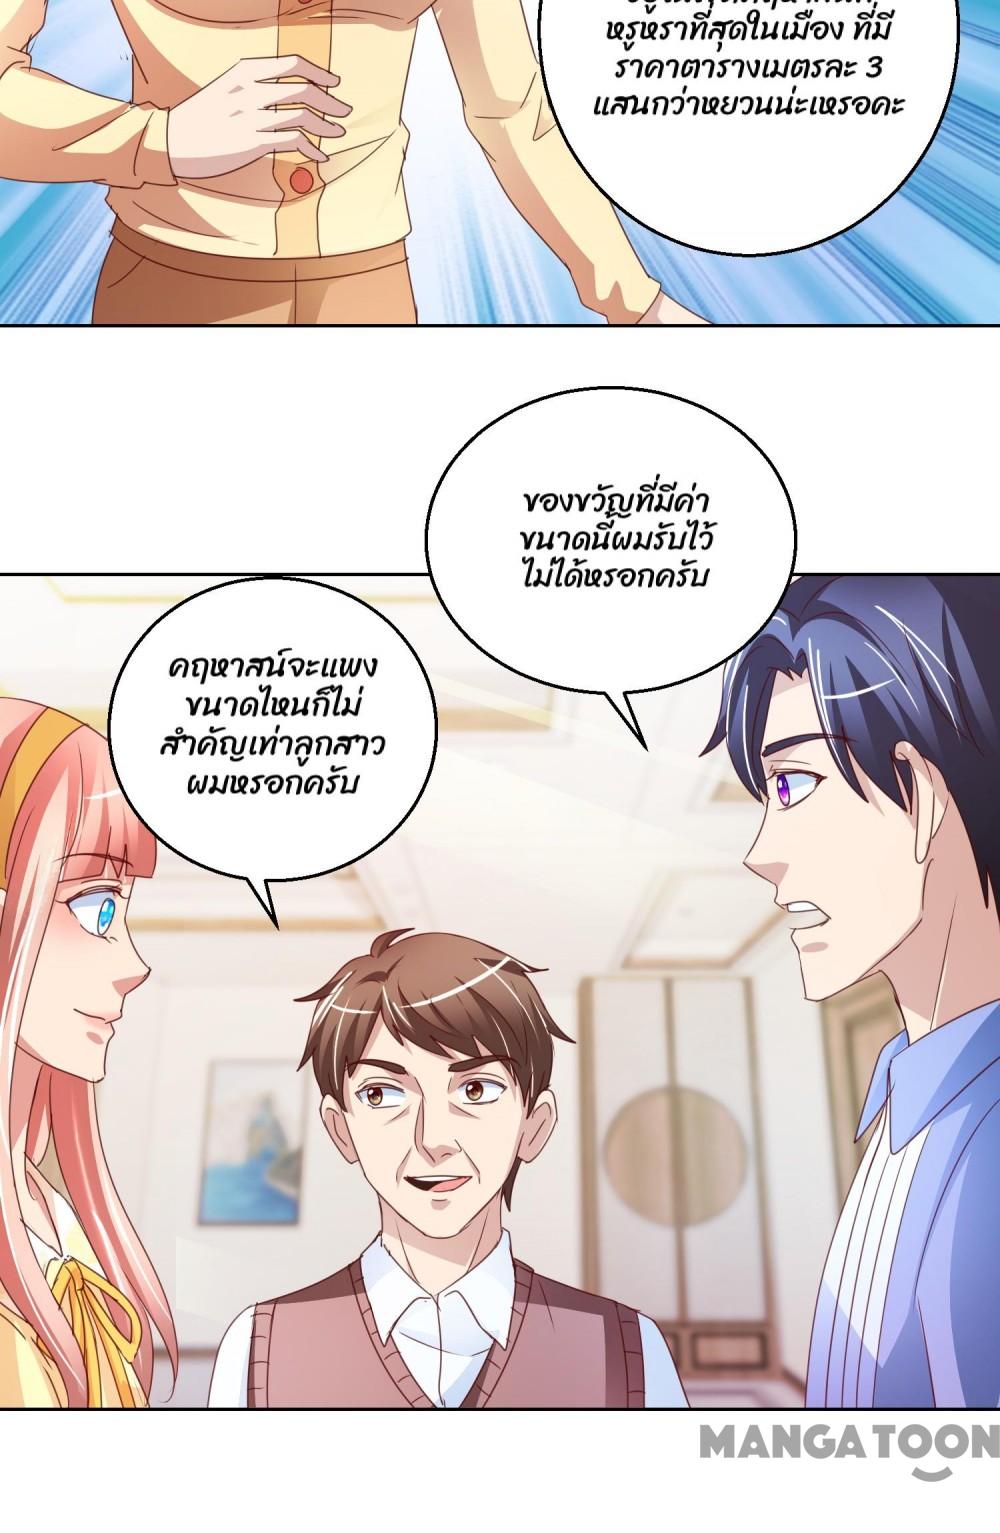 หรูหราที่สุดในเมือง ที่มี
ราคาตารางเมตรละ 3
แสนกว่าหยวนน่ะเหรอคะ
ของขวัญที่มีค่า
ขนาดนี้ผมรับไว้
ไม่ได้หรอกครับ
คฤหาสน์จะแพง
ขนาดไหนก็ไม่
สำคัญเท่าลูกสาว
ผมหรอกครับ
MANGATOON